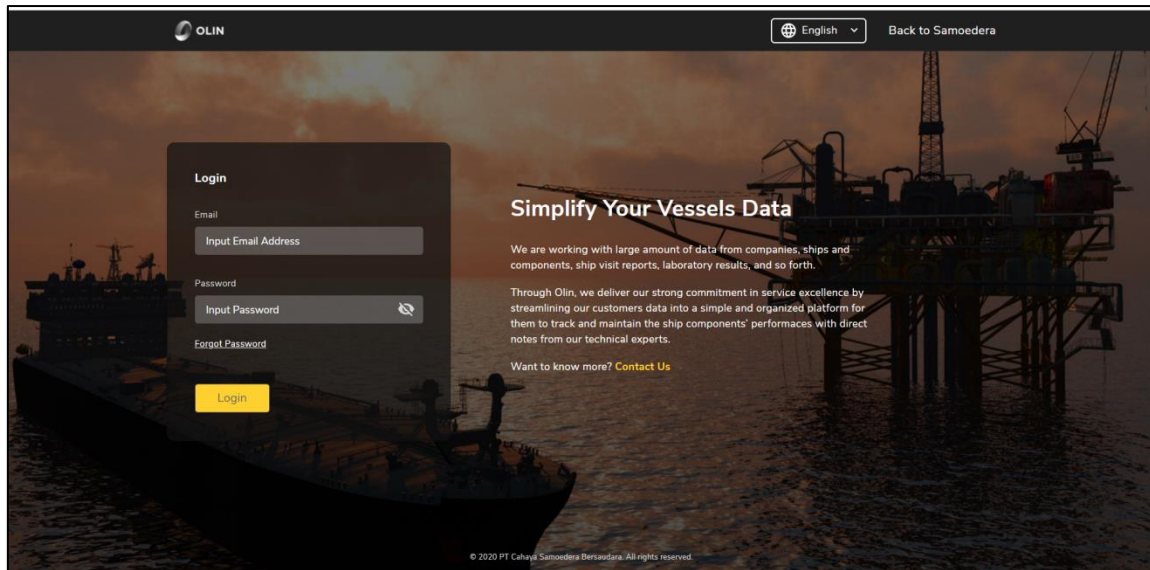 OLIN
English
Back to Samoedera
Login
Email
Input Email Address
Password
Input Password
Forgot Password
Login
Simplify Your Vessels Data
We are working with large amount of data from companies, ships and
components, ship visit reports, laboratory results, and so forth.
Through Olin, we deliver our strong commitment in service excellence by
streamlining our customers data into a simple and organized platform for
them to track and maintain the ship components' performaces with direct
notes from our technical experts.
Want to know more? Contact Us
© 2020 PT Cahaya Samoedera Bersaudara. All rights reserved.